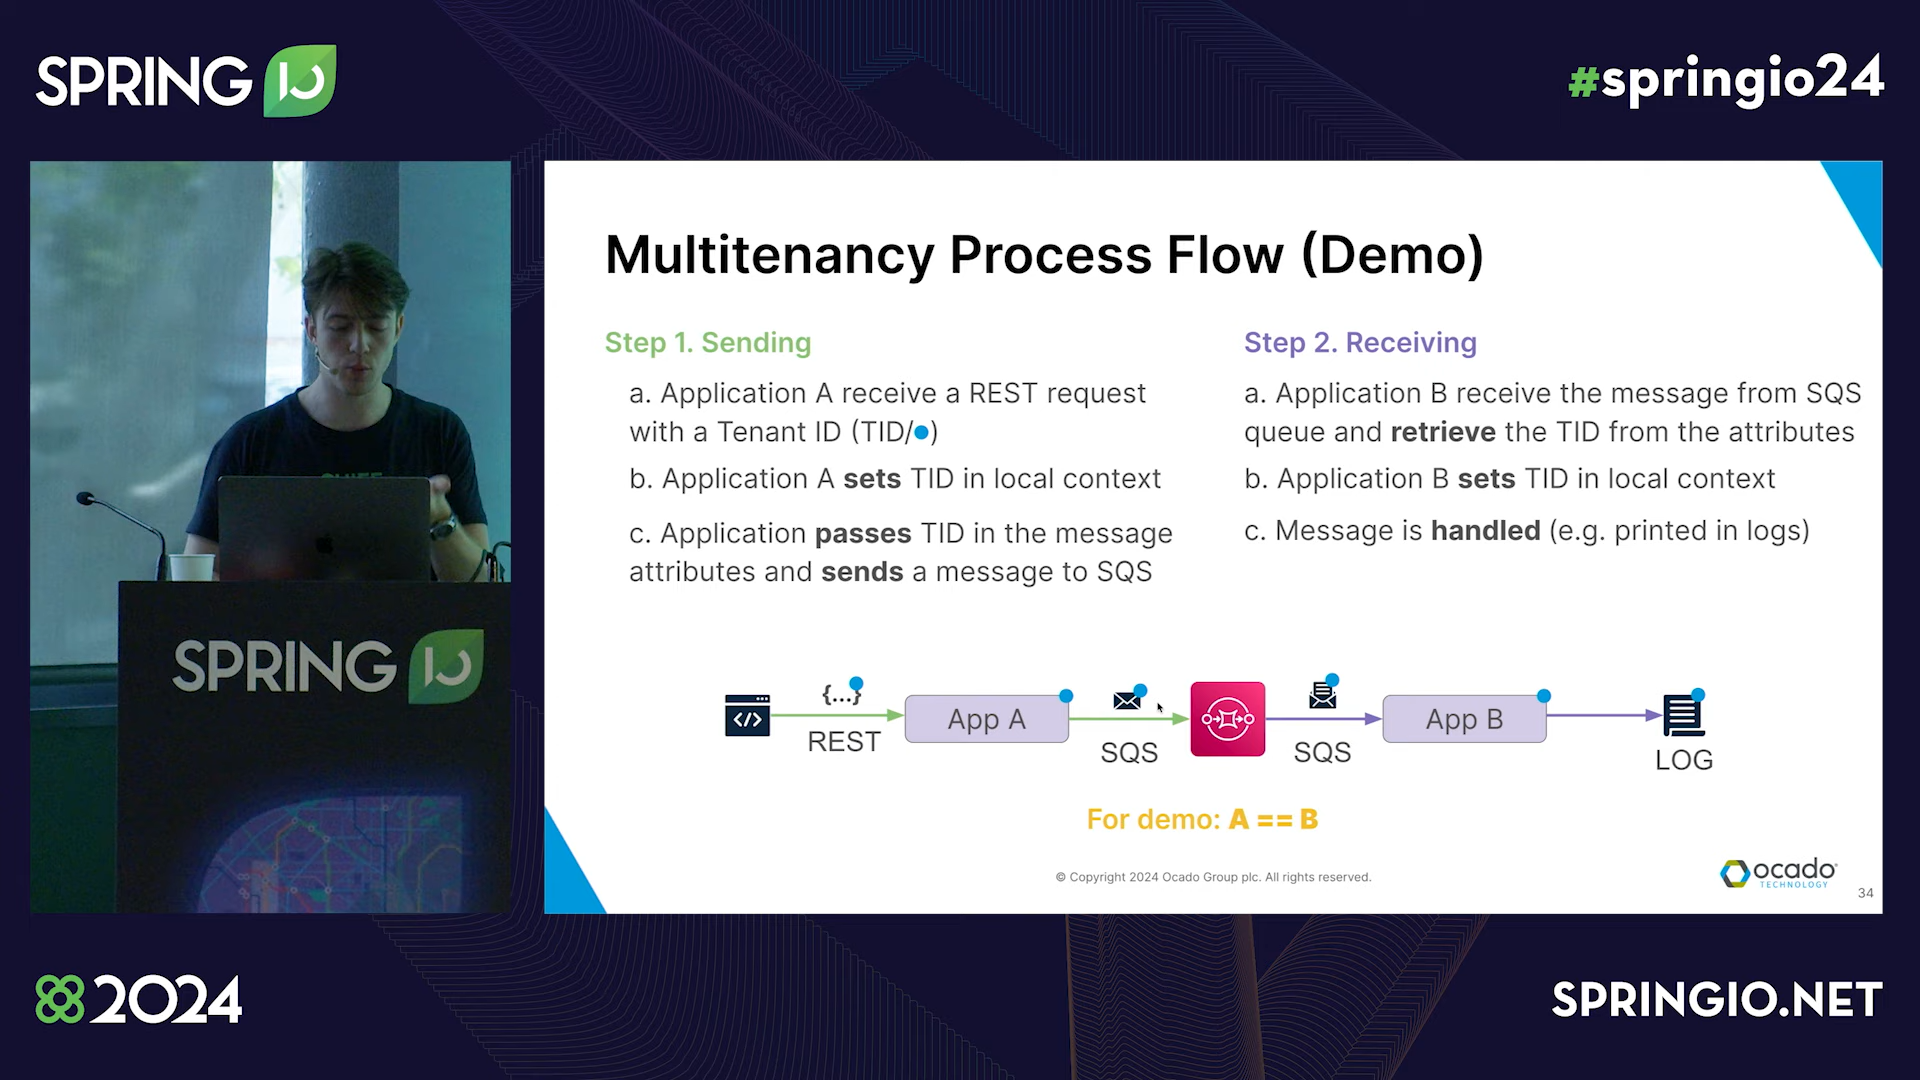 SPRING IO
#springio24
Multitenancy Process Flow (Demo)
Step 1. Sending
a. Application A receive a REST request
with a Tenant ID (TID/●)
b. Application A sets TID in local context
c. Application passes TID in the message
attributes and sends a message to SQS
Step 2. Receiving
a. Application B receive the message from SQS
queue and retrieve the TID from the attributes
b. Application B sets TID in local context
c. Message is handled (e.g. printed in logs)
</>
{...}
REST
App A
SQS
SQS
App B
LOG
For demo: A == B
© Copyright 2024 Ocado Group plc. All rights reserved.
ocado
TECHNOLOGY
34
SPRING IO
2024
SPRINGIO.NET